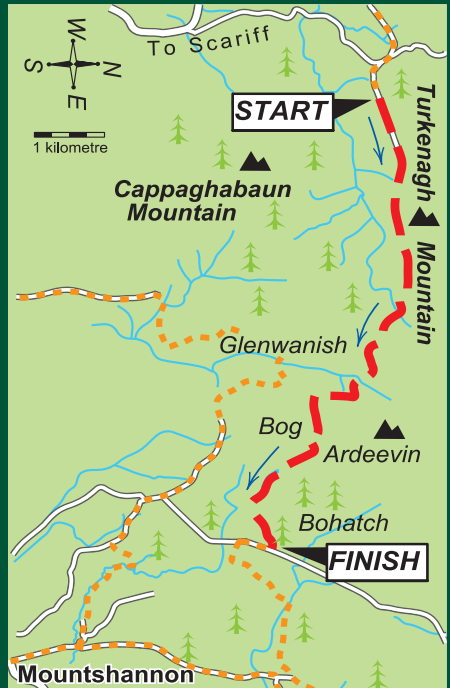 W
S
N
E
1 kilometre
To Scariff
START
Turkenagh
Mountain
Cappaghabaun
Mountain
Glenwanish
Bog
Ardeevin
Bohatch
FINISH
Mountshannon